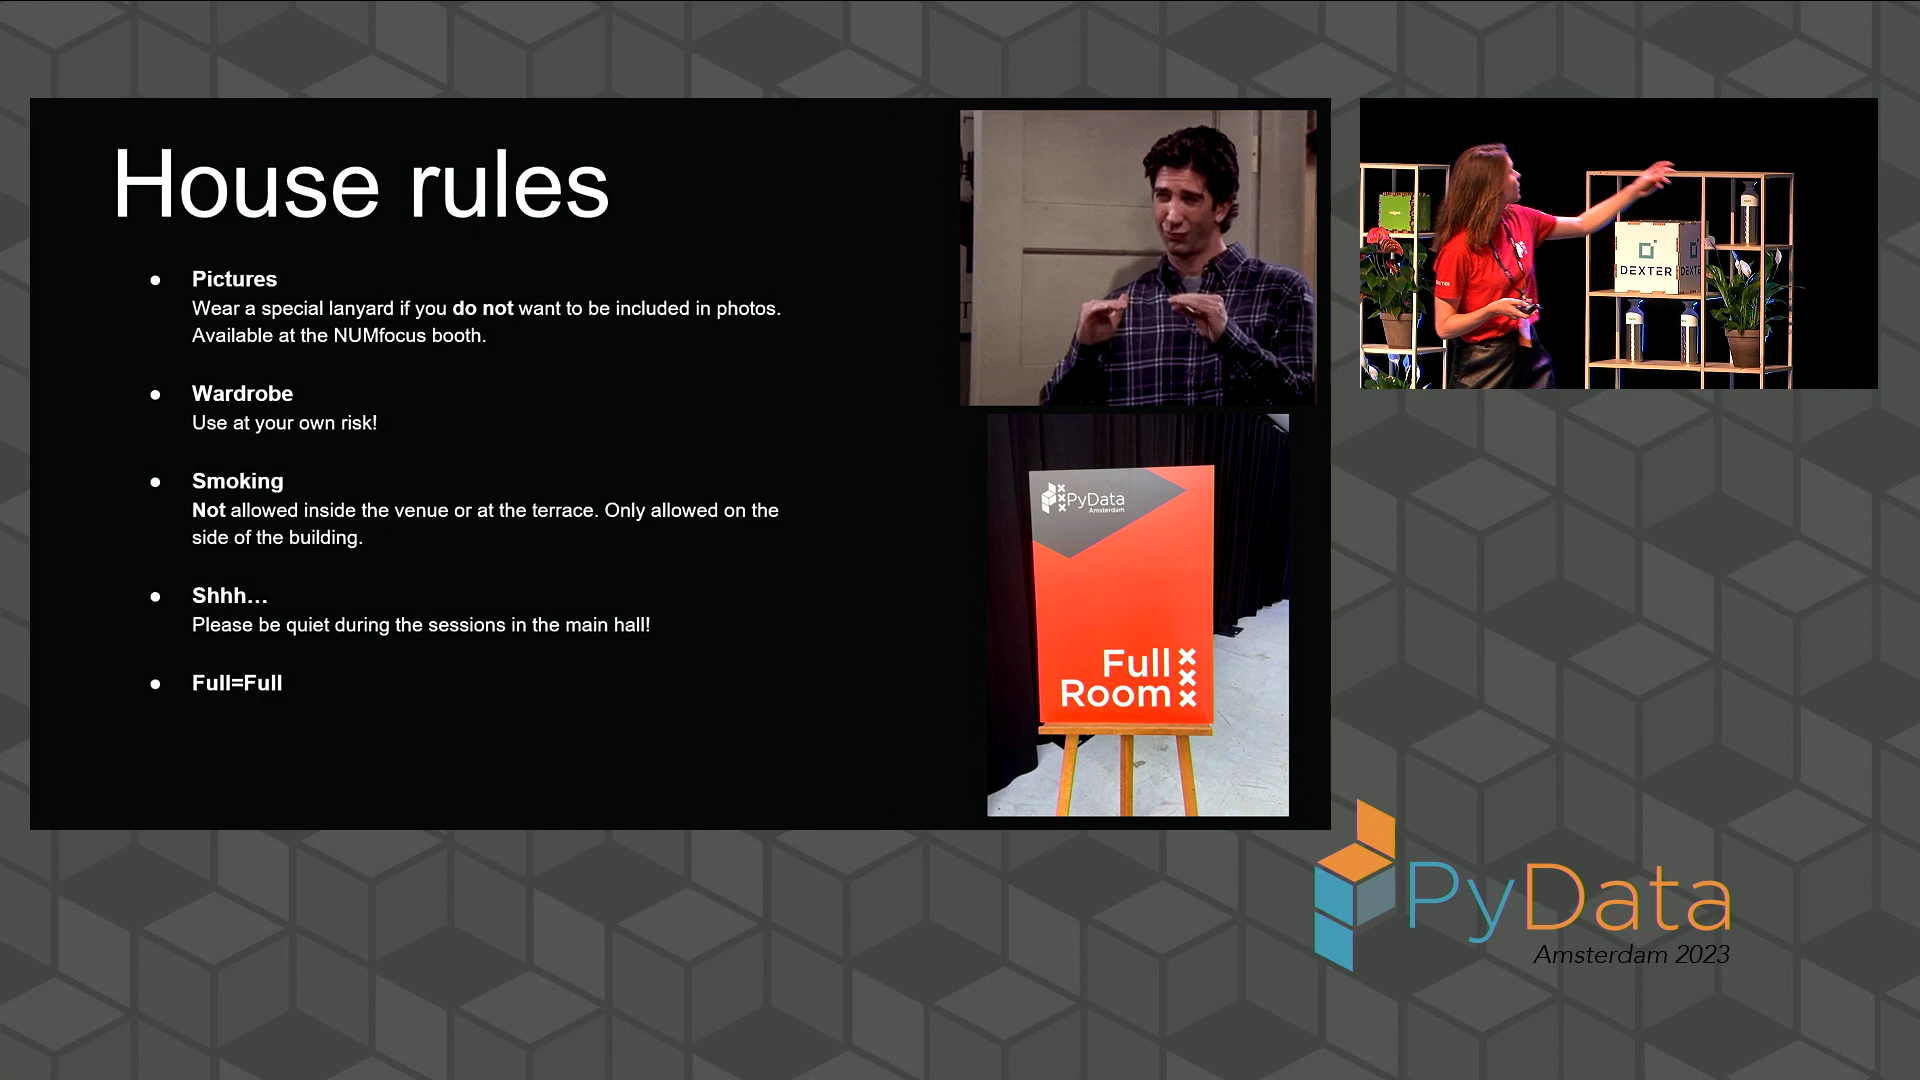 House rules
● Pictures
Wear a special lanyard if you do not want to be included in photos.
Available at the NUMfocus booth.
● Wardrobe
Use at your own risk!
● Smoking
Not allowed inside the venue or at the terrace. Only allowed on the
side of the building.
● Shhh...
Please be quiet during the sessions in the main hall!
● Full=Full
PyData
Amsterdam
Full
Room
DEXTER
DEXTE
PyData
Amsterdam 2023